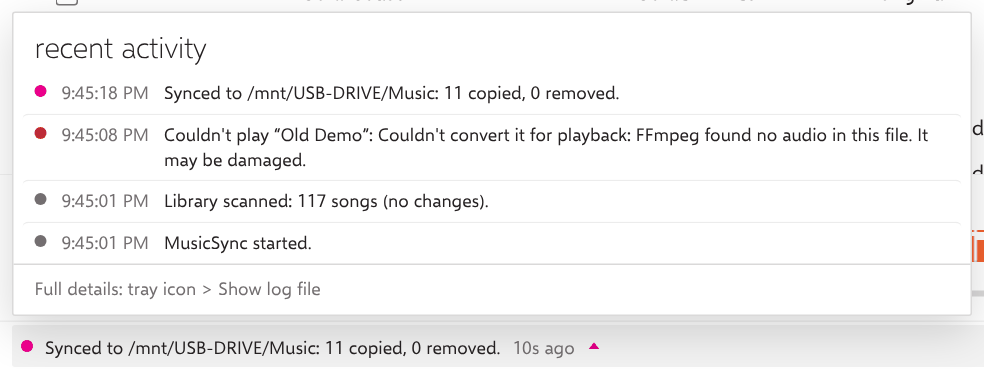 recent activity
9:45:18 PM Synced to /mnt/USB-DRIVE/Music: 11 copied, 0 removed.
9:45:08 PM Couldn't play “Old Demo”: Couldn't convert it for playback: FFmpeg found no audio in this file. It
may be damaged.
9:45:01 PM Library scanned: 117 songs (no changes).
9:45:01 PM MusicSync started.
Full details: tray icon > Show log file
Synced to /mnt/USB-DRIVE/Music: 11 copied, 0 removed. 10s ago